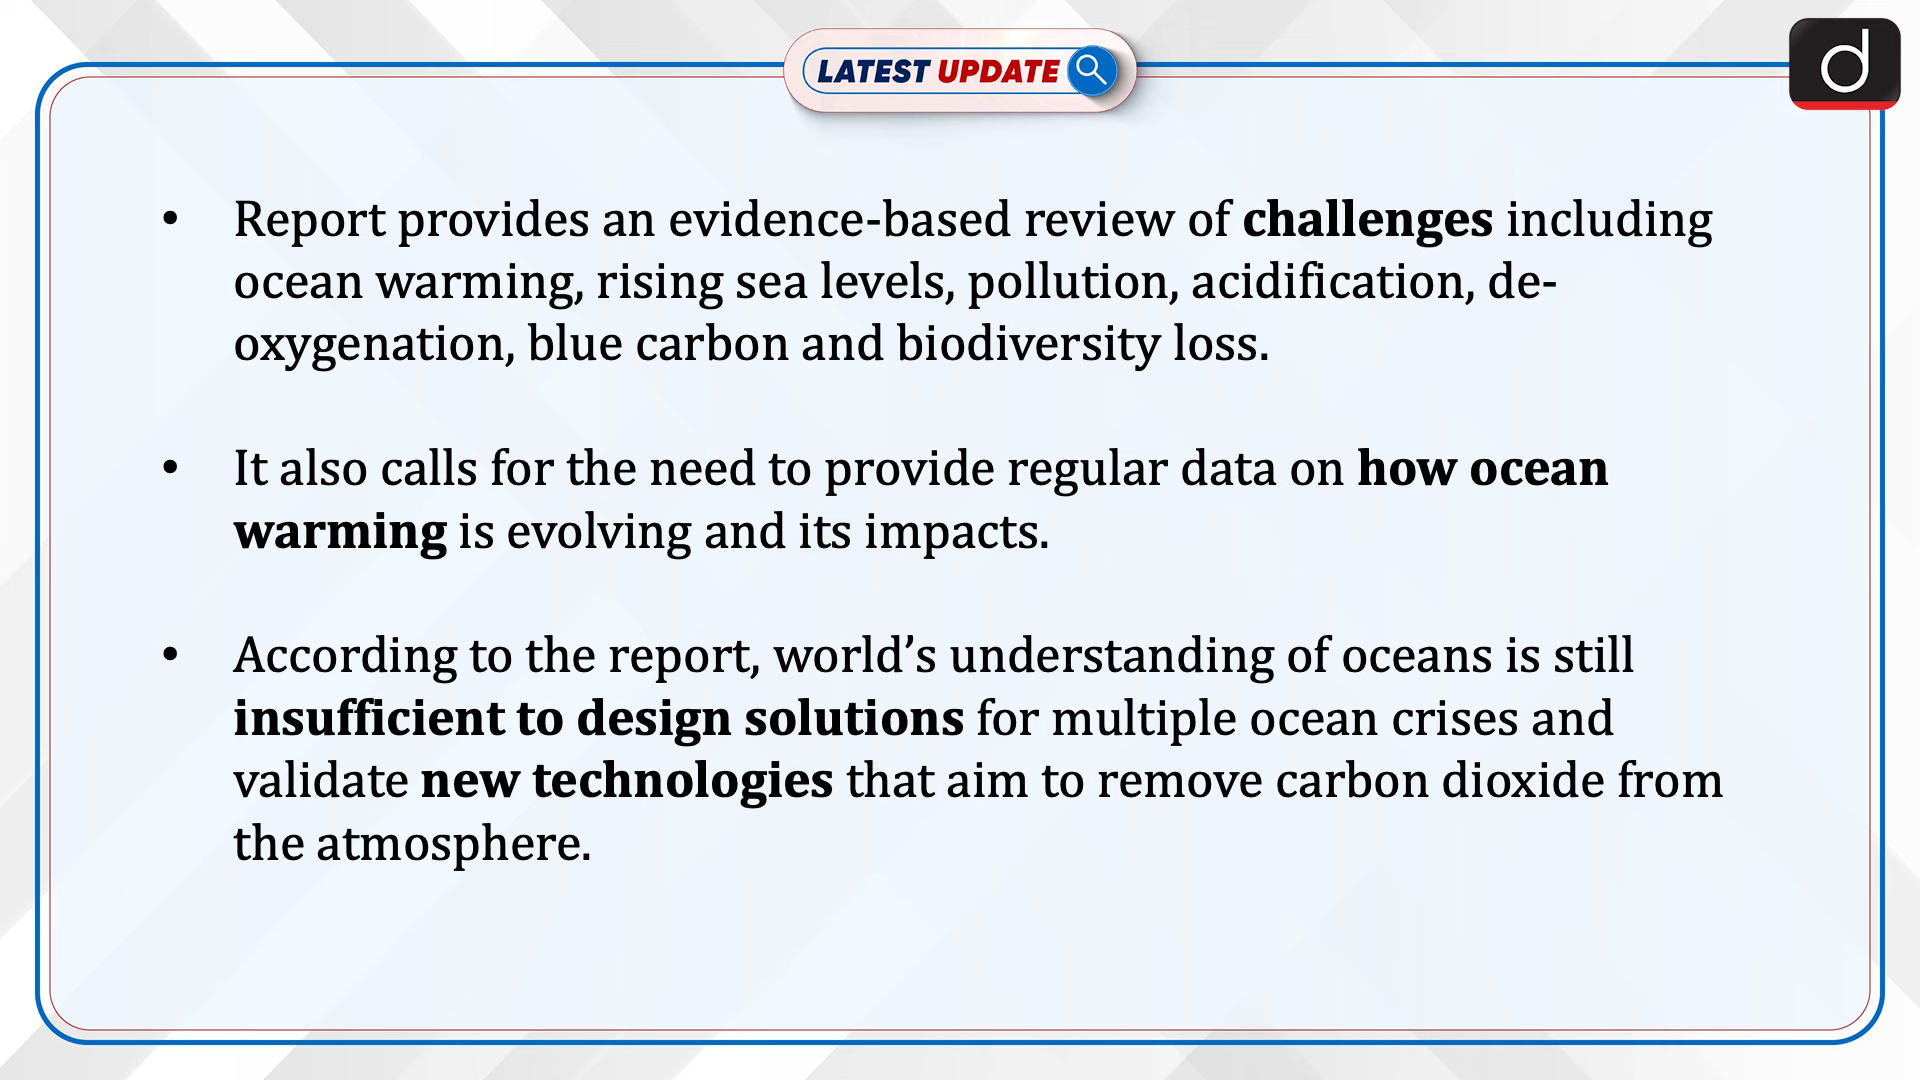 LATEST UPDATE
d
• Report provides an evidence-based review of challenges including
ocean warming, rising sea levels, pollution, acidification, de-
oxygenation, blue carbon and biodiversity loss.
• It also calls for the need to provide regular data on how ocean
warming is evolving and its impacts.
• According to the report, world’s understanding of oceans is still
insufficient to design solutions for multiple ocean crises and
validate new technologies that aim to remove carbon dioxide from
the atmosphere.